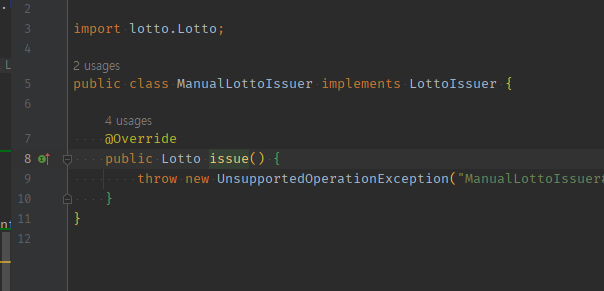 2
3 import lotto.Lotto;
4
2 usages
5 public class ManualLottoIssuer implements LottoIssuer {
6
4 usages
7 @Override
8 public Lotto issue() {
9 throw new UnsupportedOperationException("ManualLottoIssuer
10 }
11 }
12